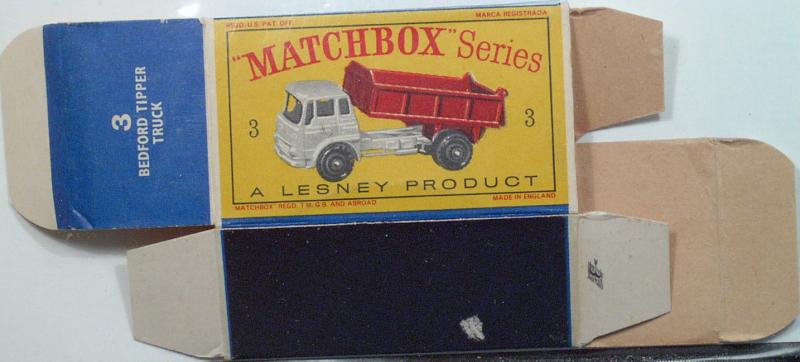 3
BEDFORD TIPPER
TRUCK
REGD. U.S. PAT. OFF.
MARCA REGISTRADA
"MATCHBOX" Series
3
3
A LESNEY PRODUCT
"MATCHBOX" REGD. T.M. G.B. AND ABROAD
MADE IN ENGLAND